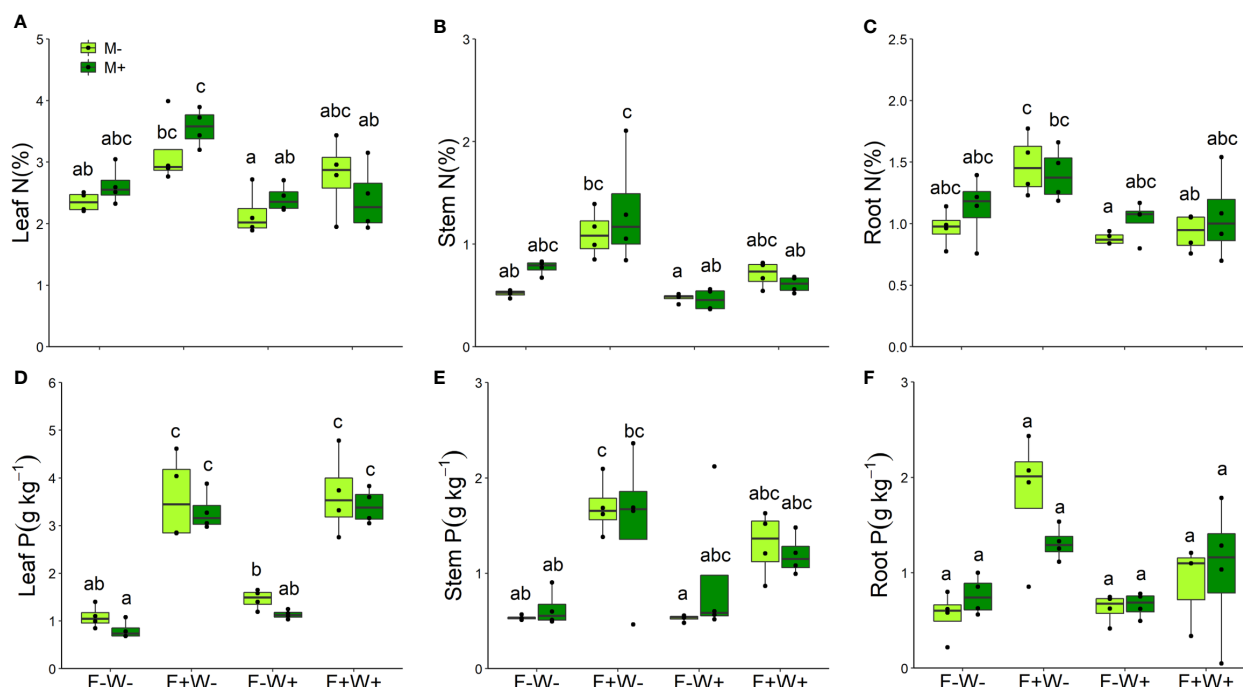 A
Leaf N(%)
5
4
3
2
1
0
M-
M+
ab
abc
bc
c
a
ab
abc
ab
B
Stem N(%)
3
2
1
0
ab
abc
bc
c
a
ab
abc
ab
C
Root N(%)
2.5
2.0
1.5
1.0
0.5
0.0
abc
ab
c
bc
a
abc
ab
abc
D
Leaf P(g kg⁻¹)
6
5
4
3
2
1
0
ab
a
c
c
b
ab
c
c
F-W-
F+W-
F-W+
F+W+
E
Stem P(g kg⁻¹)
3
2
1
0
ab
ab
c
bc
a
abc
abc
abc
F-W-
F+W-
F-W+
F+W+
F
Root P(g kg⁻¹)
3
2
1
0
a
a
a
a
a
a
a
a
F-W-
F+W-
F-W+
F+W+